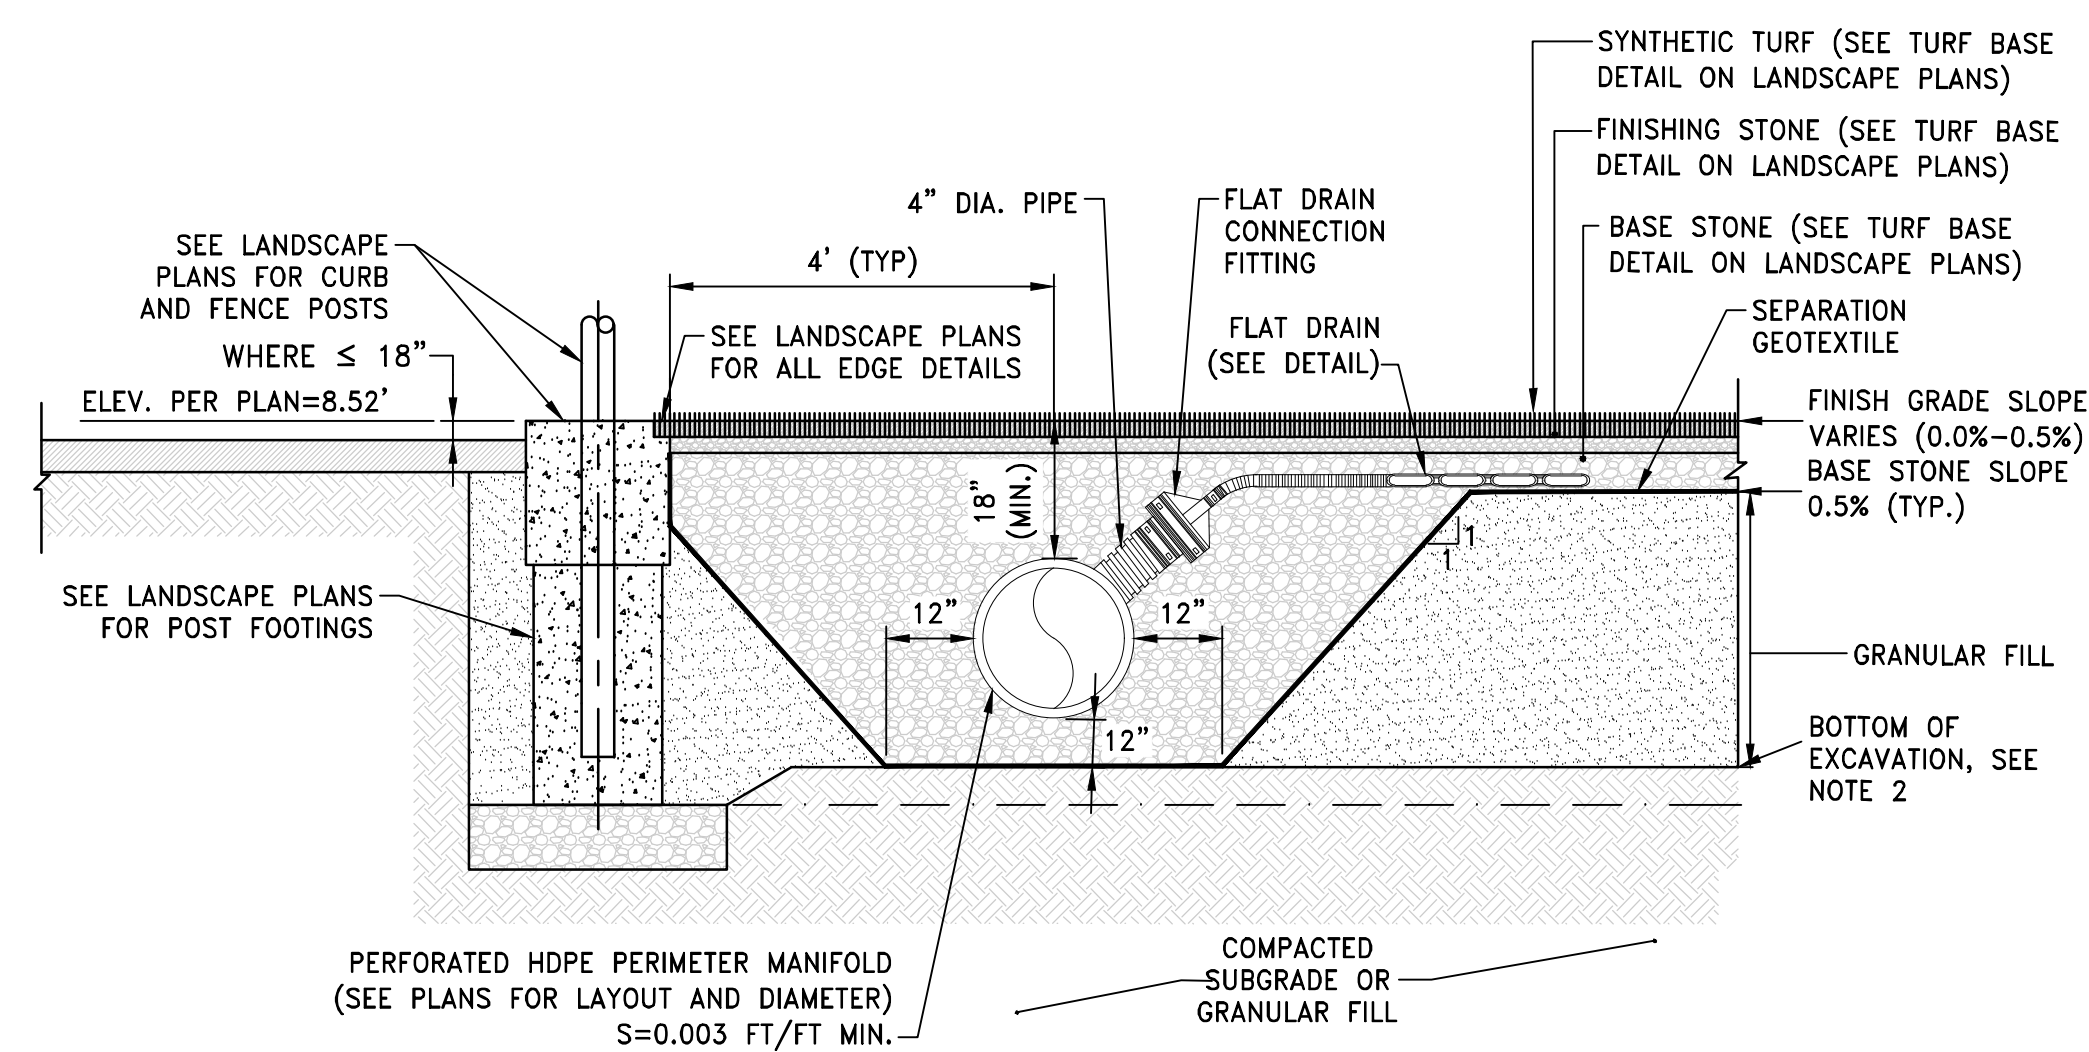 SYNTHETIC TURF (SEE TURF BASE
DETAIL ON LANDSCAPE PLANS)
FINISHING STONE (SEE TURF BASE
DETAIL ON LANDSCAPE PLANS)
4" DIA. PIPE
FLAT DRAIN
CONNECTION
FITTING
BASE STONE (SEE TURF BASE
DETAIL ON LANDSCAPE PLANS)
SEE LANDSCAPE
PLANS FOR CURB
AND FENCE POSTS
4' (TYP)
SEPARATION
GEOTEXTILE
WHERE ≤ 18"
SEE LANDSCAPE PLANS
FOR ALL EDGE DETAILS
FLAT DRAIN
(SEE DETAIL)
ELEV. PER PLAN=8.52'
FINISH GRADE SLOPE
VARIES (0.0%-0.5%)
BASE STONE SLOPE
0.5% (TYP.)
18"
(MIN.)
1
1
SEE LANDSCAPE PLANS
FOR POST FOOTINGS
12"
12"
12"
GRANULAR FILL
BOTTOM OF
EXCAVATION, SEE
NOTE 2
PERFORATED HDPE PERIMETER MANIFOLD
(SEE PLANS FOR LAYOUT AND DIAMETER)
S=0.003 FT/FT MIN.
COMPACTED
SUBGRADE OR
GRANULAR FILL